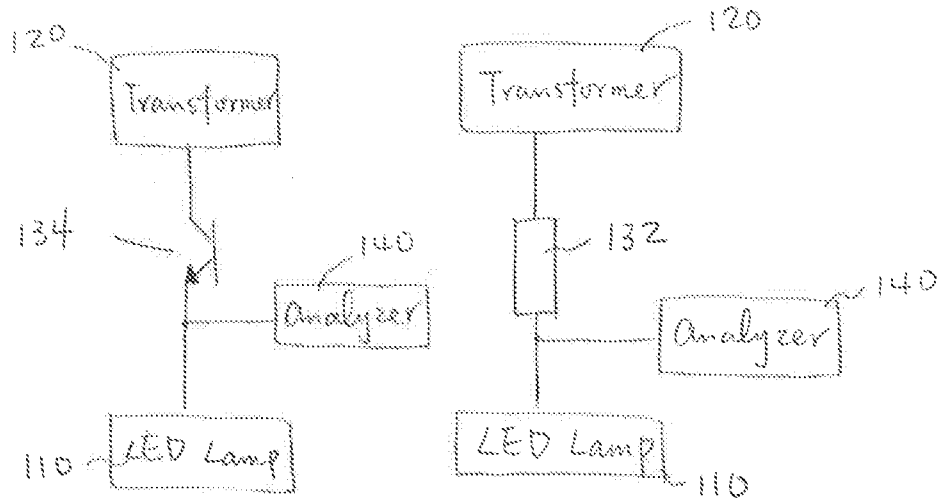 120
Transformer
134
140
Analyzer
110
LED Lamp
120
Transformer
132
140
Analyzer
LED Lamp
110